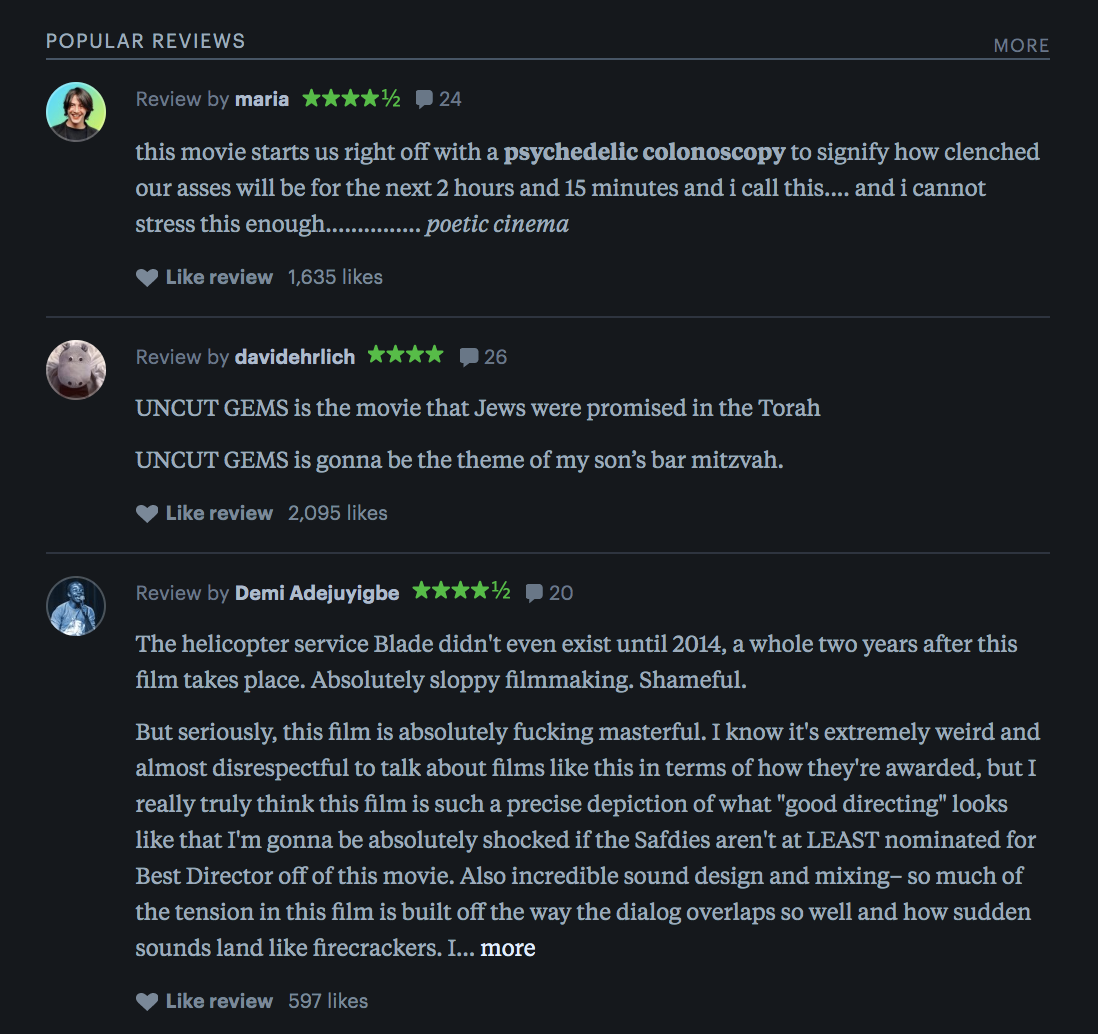 POPULAR REVIEWS
MORE
Review by maria ★★★★½ 24
this movie starts us right off with a psychedelic colonoscopy to signify how clenched
our asses will be for the next 2 hours and 15 minutes and i call this.... and i cannot
stress this enough............... poetic cinema
Like review 1,635 likes
Review by davidehrlich ★★★★ 26
UNCUT GEMS is the movie that Jews were promised in the Torah
UNCUT GEMS is gonna be the theme of my son’s bar mitzvah.
Like review 2,095 likes
Review by Demi Adejuyigbe ★★★★½ 20
The helicopter service Blade didn't even exist until 2014, a whole two years after this
film takes place. Absolutely sloppy filmmaking. Shameful.
But seriously, this film is absolutely fucking masterful. I know it's extremely weird and
almost disrespectful to talk about films like this in terms of how they're awarded, but I
really truly think this film is such a precise depiction of what "good directing" looks
like that I'm gonna be absolutely shocked if the Safdies aren't at LEAST nominated for
Best Director off of this movie. Also incredible sound design and mixing– so much of
the tension in this film is built off the way the dialog overlaps so well and how sudden
sounds land like firecrackers. I... more
Like review 597 likes